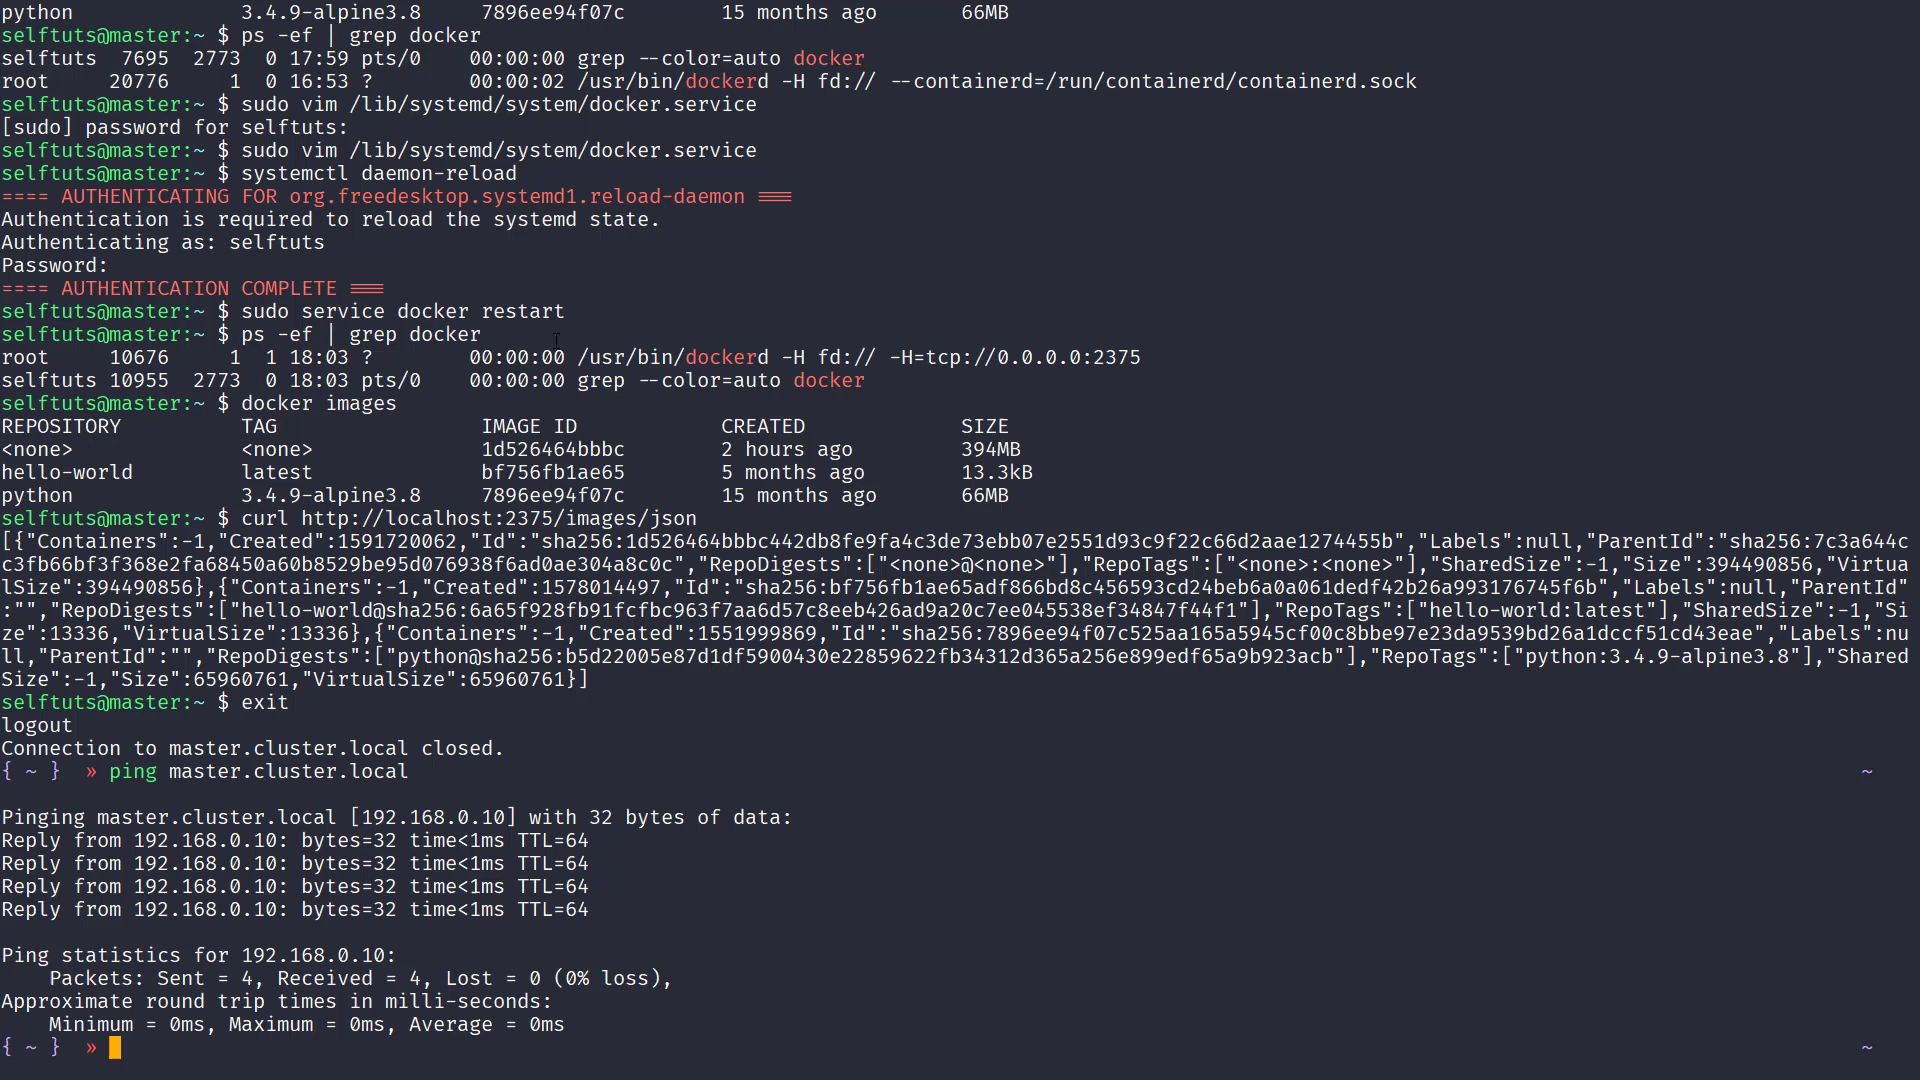 python              3.4.9-alpine3.8     7896ee94f07c        15 months ago       66MB
selftuts@master:~ $ ps -ef | grep docker
selftuts  7695  2773  0 17:59 pts/0    00:00:00 grep --color=auto docker
root     20776     1  0 16:53 ?        00:00:02 /usr/bin/dockerd -H fd:// --containerd=/run/containerd/containerd.sock
selftuts@master:~ $ sudo vim /lib/systemd/system/docker.service
[sudo] password for selftuts:
selftuts@master:~ $ sudo vim /lib/systemd/system/docker.service
selftuts@master:~ $ systemctl daemon-reload
==== AUTHENTICATING FOR org.freedesktop.systemd1.reload-daemon ===
Authentication is required to reload the systemd state.
Authenticating as: selftuts
Password:
==== AUTHENTICATION COMPLETE ===
selftuts@master:~ $ sudo service docker restart
selftuts@master:~ $ ps -ef | grep docker
root     10676     1  1 18:03 ?        00:00:00 /usr/bin/dockerd -H fd:// -H=tcp://0.0.0.0:2375
selftuts 10955  2773  0 18:03 pts/0    00:00:00 grep --color=auto docker
selftuts@master:~ $ docker images
REPOSITORY          TAG                 IMAGE ID            CREATED             SIZE
<none>              <none>              1d526464bbbc        2 hours ago         394MB
hello-world         latest              bf756fb1ae65        5 months ago        13.3kB
python              3.4.9-alpine3.8     7896ee94f07c        15 months ago       66MB
selftuts@master:~ $ curl http://localhost:2375/images/json
[{"Containers":-1,"Created":1591720062,"Id":"sha256:1d526464bbbc442db8fe9fa4c3de73ebb07e2551d93c9f22c66d2aae1274455b","Labels":null,"ParentId":"sha256:7c3a644c
c3fb66bf3f368e2fa68450a60b8529be95d076938f6ad0ae304a8c0c","RepoDigests":["<none>@<none>"],"RepoTags":["<none>:<none>"],"SharedSize":-1,"Size":394490856,"Virtua
lSize":394490856},{"Containers":-1,"Created":1578014497,"Id":"sha256:bf756fb1ae65adf866bd8c456593cd24beb6a0a061dedf42b26a993176745f6b","Labels":null,"ParentId"
:"","RepoDigests":["hello-world@sha256:6a65f928fb91fcfbc963f7aa6d57c8eeb426ad9a20c7ee045538ef34847f44f1"],"RepoTags":["hello-world:latest"],"SharedSize":-1,"Si
ze":13336,"VirtualSize":13336},{"Containers":-1,"Created":1551999869,"Id":"sha256:7896ee94f07c525aa165a5945cf00c8bbe97e23da9539bd26a1dccf51cd43eae","Labels":nu
ll,"ParentId":"","RepoDigests":["python@sha256:b5d22005e87d1df5900430e22859622fb34312d365a256e899edf65a9b923acb"],"RepoTags":["python:3.4.9-alpine3.8"],"Shared
Size":-1,"Size":65960761,"VirtualSize":65960761}]
selftuts@master:~ $ exit
logout
Connection to master.cluster.local closed.
{ ~ }  » ping master.cluster.local ~
Pinging master.cluster.local [192.168.0.10] with 32 bytes of data:
Reply from 192.168.0.10: bytes=32 time<1ms TTL=64
Reply from 192.168.0.10: bytes=32 time<1ms TTL=64
Reply from 192.168.0.10: bytes=32 time<1ms TTL=64
Reply from 192.168.0.10: bytes=32 time<1ms TTL=64
Ping statistics for 192.168.0.10:
    Packets: Sent = 4, Received = 4, Lost = 0 (0% loss),
Approximate round trip times in milli-seconds:
    Minimum = 0ms, Maximum = 0ms, Average = 0ms
{ ~ }  » ~